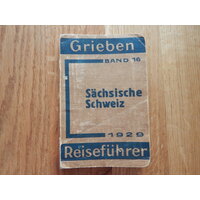 Grieben
BAND 16
Sächsische
Schweiz
1929
Reiseführer